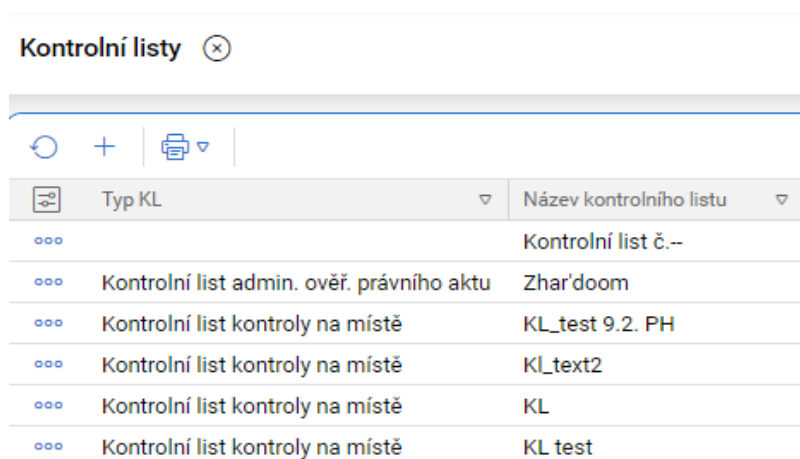 Kontrolní listy
Typ KL Název kontrolního listu
Kontrolní list č.--
Kontrolní list admin. ověř. právního aktu Zhar'doom
Kontrolní list kontroly na místě KL_test 9.2. PH
Kontrolní list kontroly na místě Kl_text2
Kontrolní list kontroly na místě KL
Kontrolní list kontroly na místě KL test